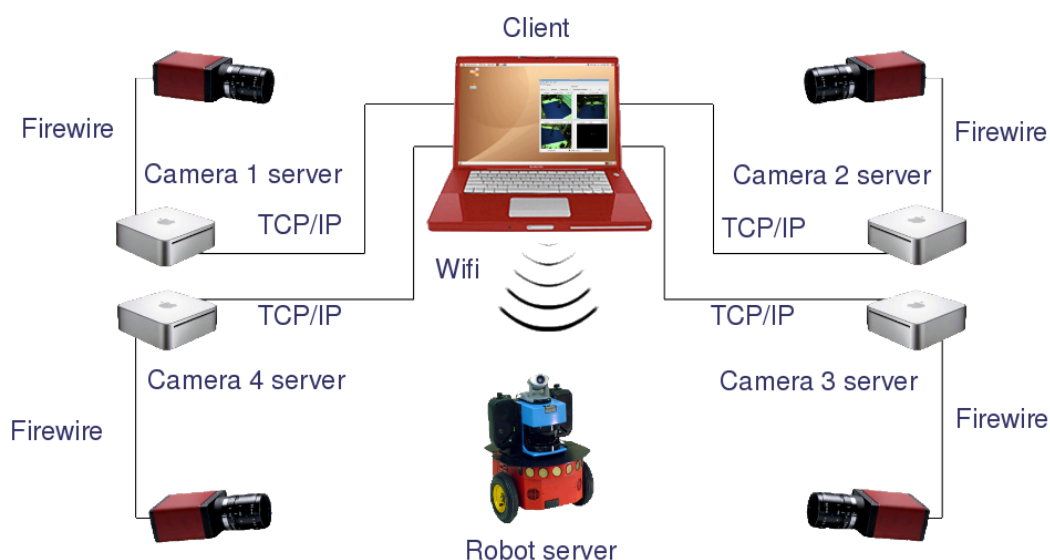 Client
Firewire
Firewire
Camera 1 server
Camera 2 server
TCP/IP
TCP/IP
Wifi
TCP/IP
TCP/IP
Camera 4 server
Camera 3 server
Firewire
Firewire
Robot server